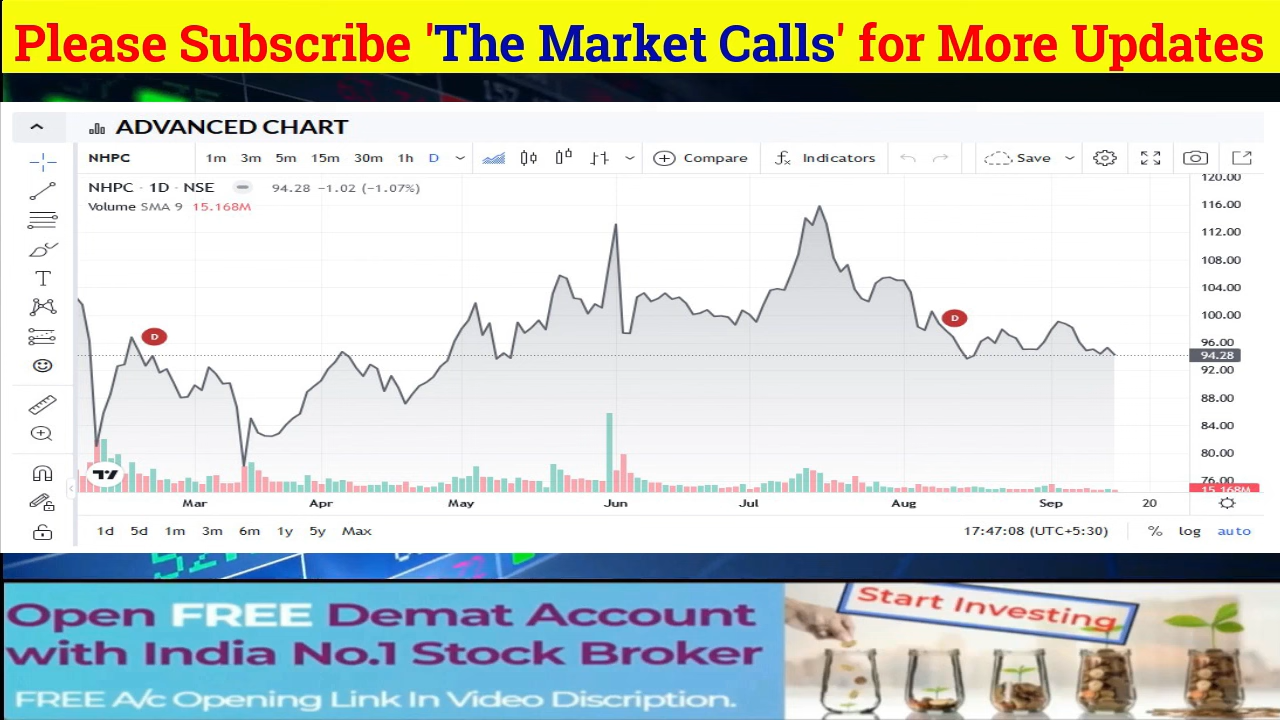 Please Subscribe 'The Market Calls' for More Updates
ADVANCED CHART
NHPC 1m 3m 5m 15m 30m 1h D Compare Indicators Save
NHPC · 1D · NSE 94.28 −1.02 (−1.07%)
Volume SMA 9 15.168M
120.00
116.00
112.00
108.00
104.00
100.00
96.00
94.28
92.00
88.00
84.00
80.00
76.00
15.168M
D
D
T
Mar Apr May Jun Jul Aug Sep 20
1d 5d 1m 3m 6m 1y 5y Max 17:47:08 (UTC+5:30) % log auto
Open FREE Demat Account
with India No.1 Stock Broker
FREE A/c Opening Link In Video Discription.
Start Investing